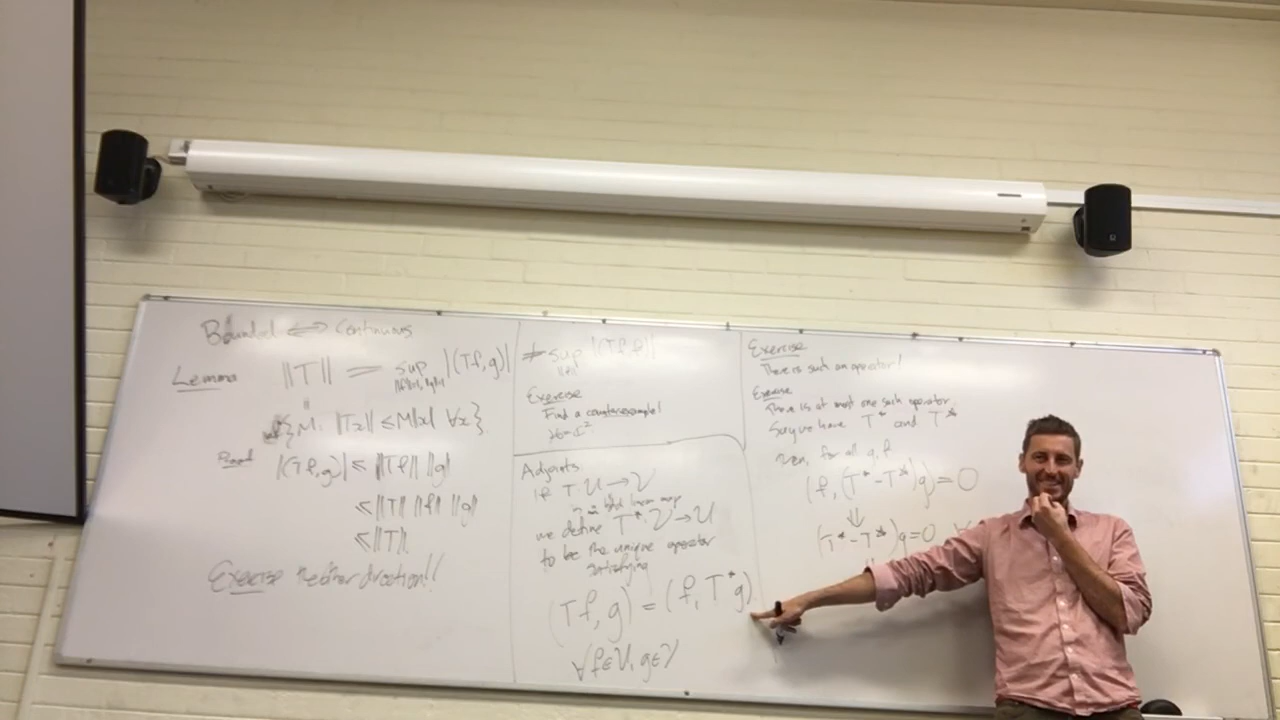 Bounded ⟺ Continuous
Lemma ||T|| = sup |(Tf,g)| ≠ sup |(Tf,f)|
||f||=1, ||g||=1
||
inf{M: ||Tx|| ≤ M||x|| ∀x}
Proof |(Tf,g)| ≤ ||Tf|| ||g||
≤ ||T|| ||f|| ||g||
≤ ||T||
Exercise the other direction!!
Exercise
Find a counterexample!
Adjoints
If T: U → V
is a bdd linear map
we define T*: V → U
to be the unique operator
satisfying
(Tf, g) = (f, T*g)
∀f∈U, g∈V
Exercise
There is such an operator!
Exercise
There is at most one such operator
Say we have T* and T☆
Then, for all g, f
(f, (T* - T☆)g) = 0
⇓
(T* - T☆)g = 0 ∀